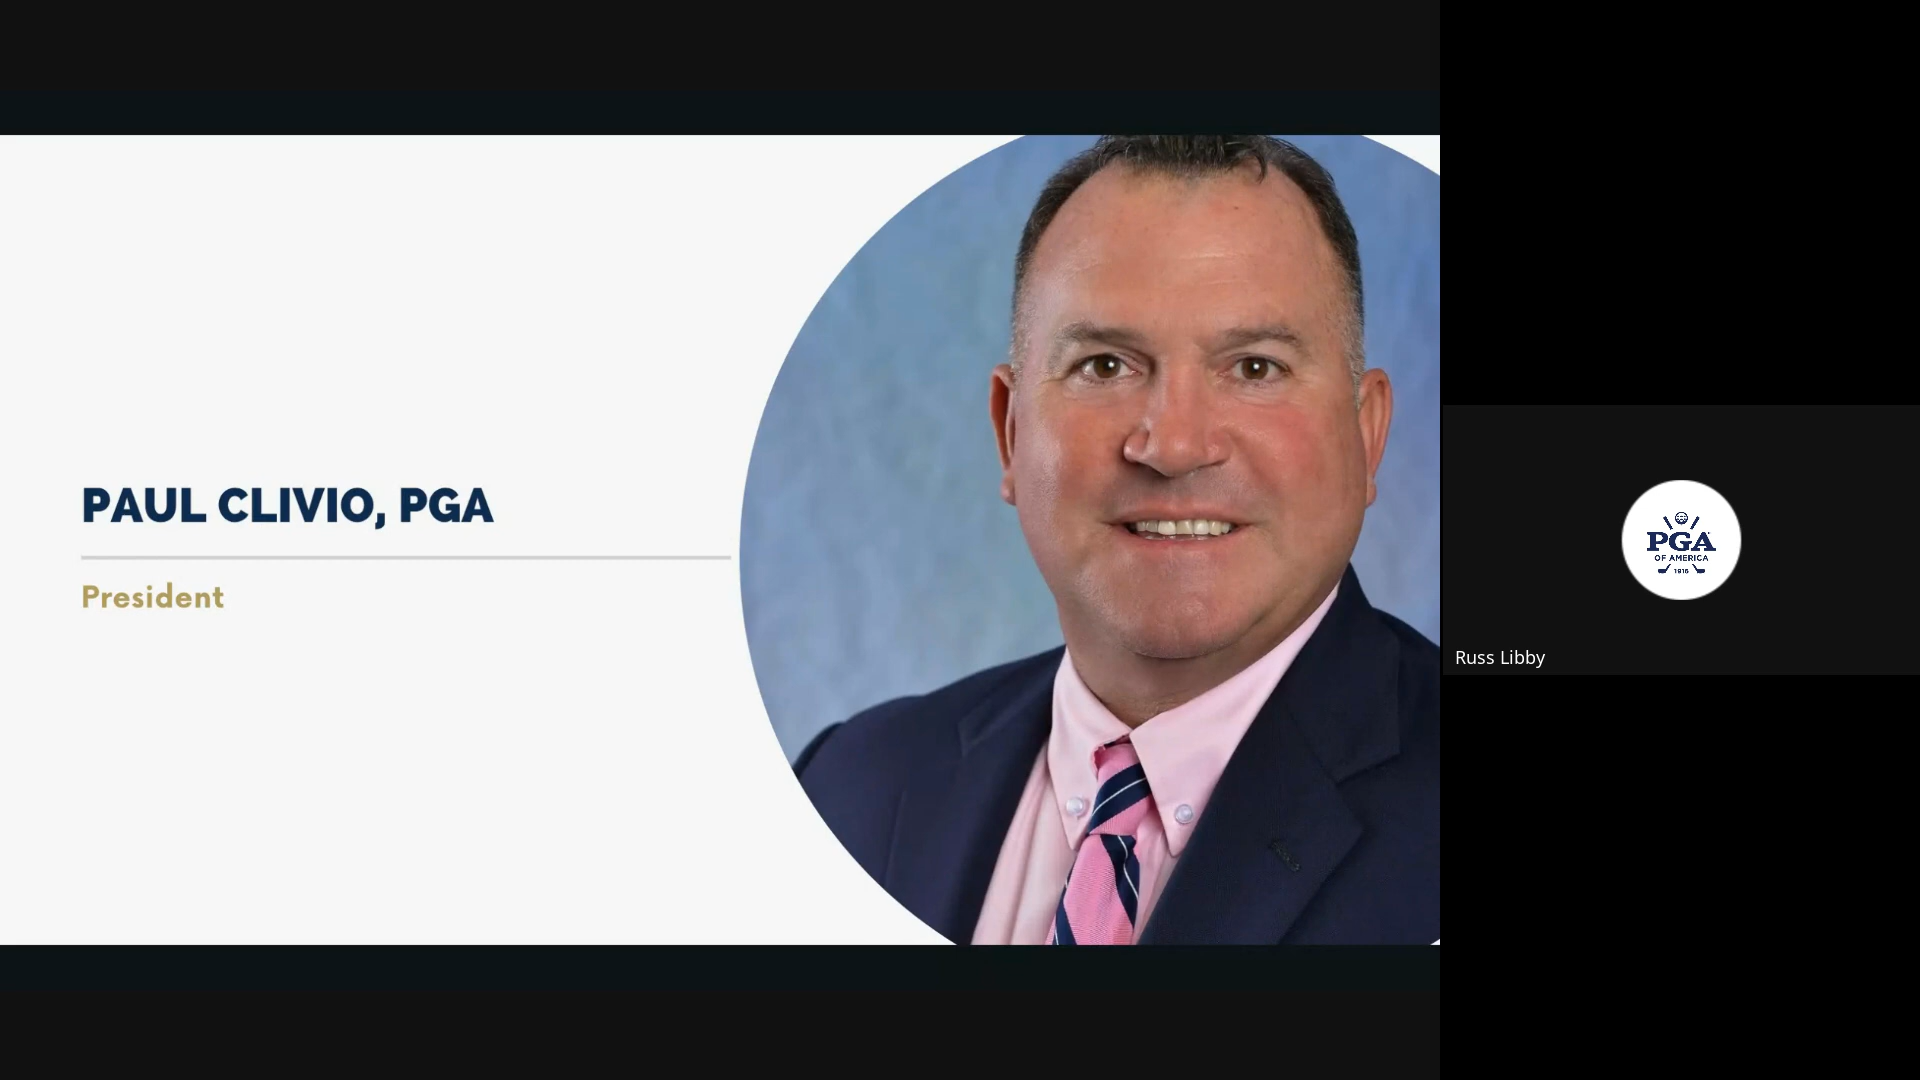 PAUL CLIVIO, PGA
President
PGA
OF AMERICA
1916
Russ Libby